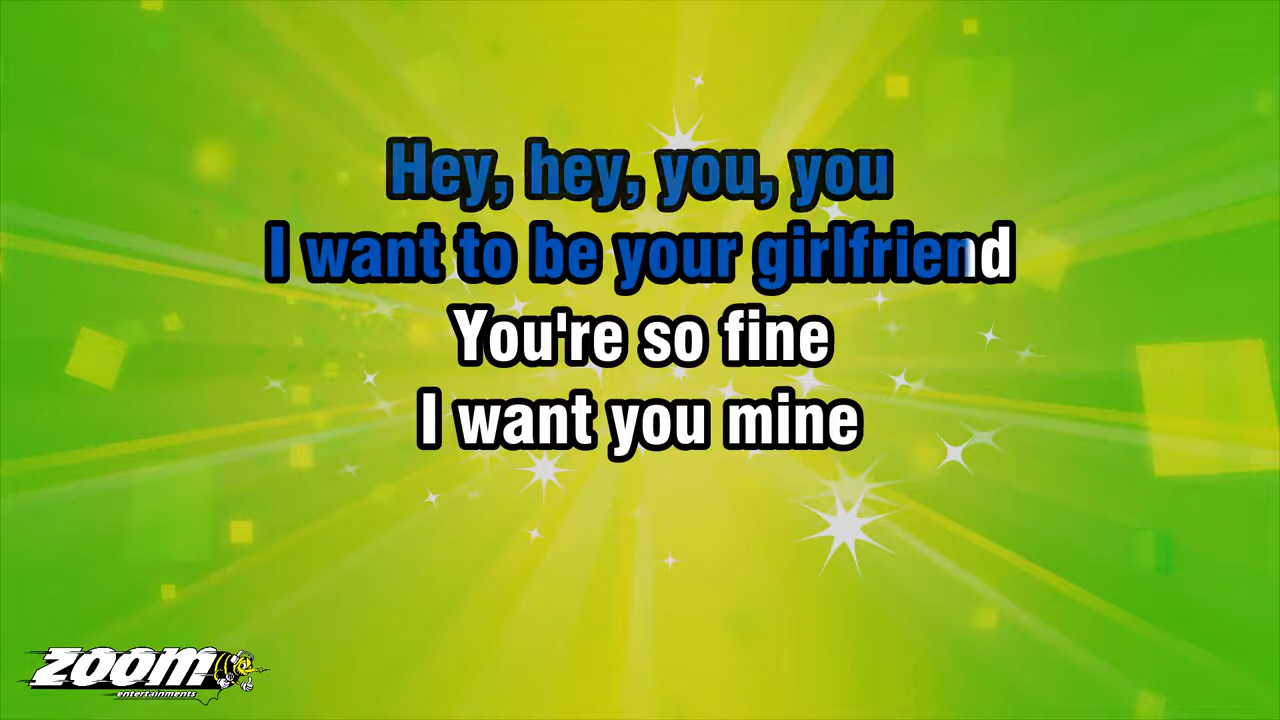 Hey, hey, you, you
I want to be your girlfriend
You're so fine
I want you mine
zoom
entertainments